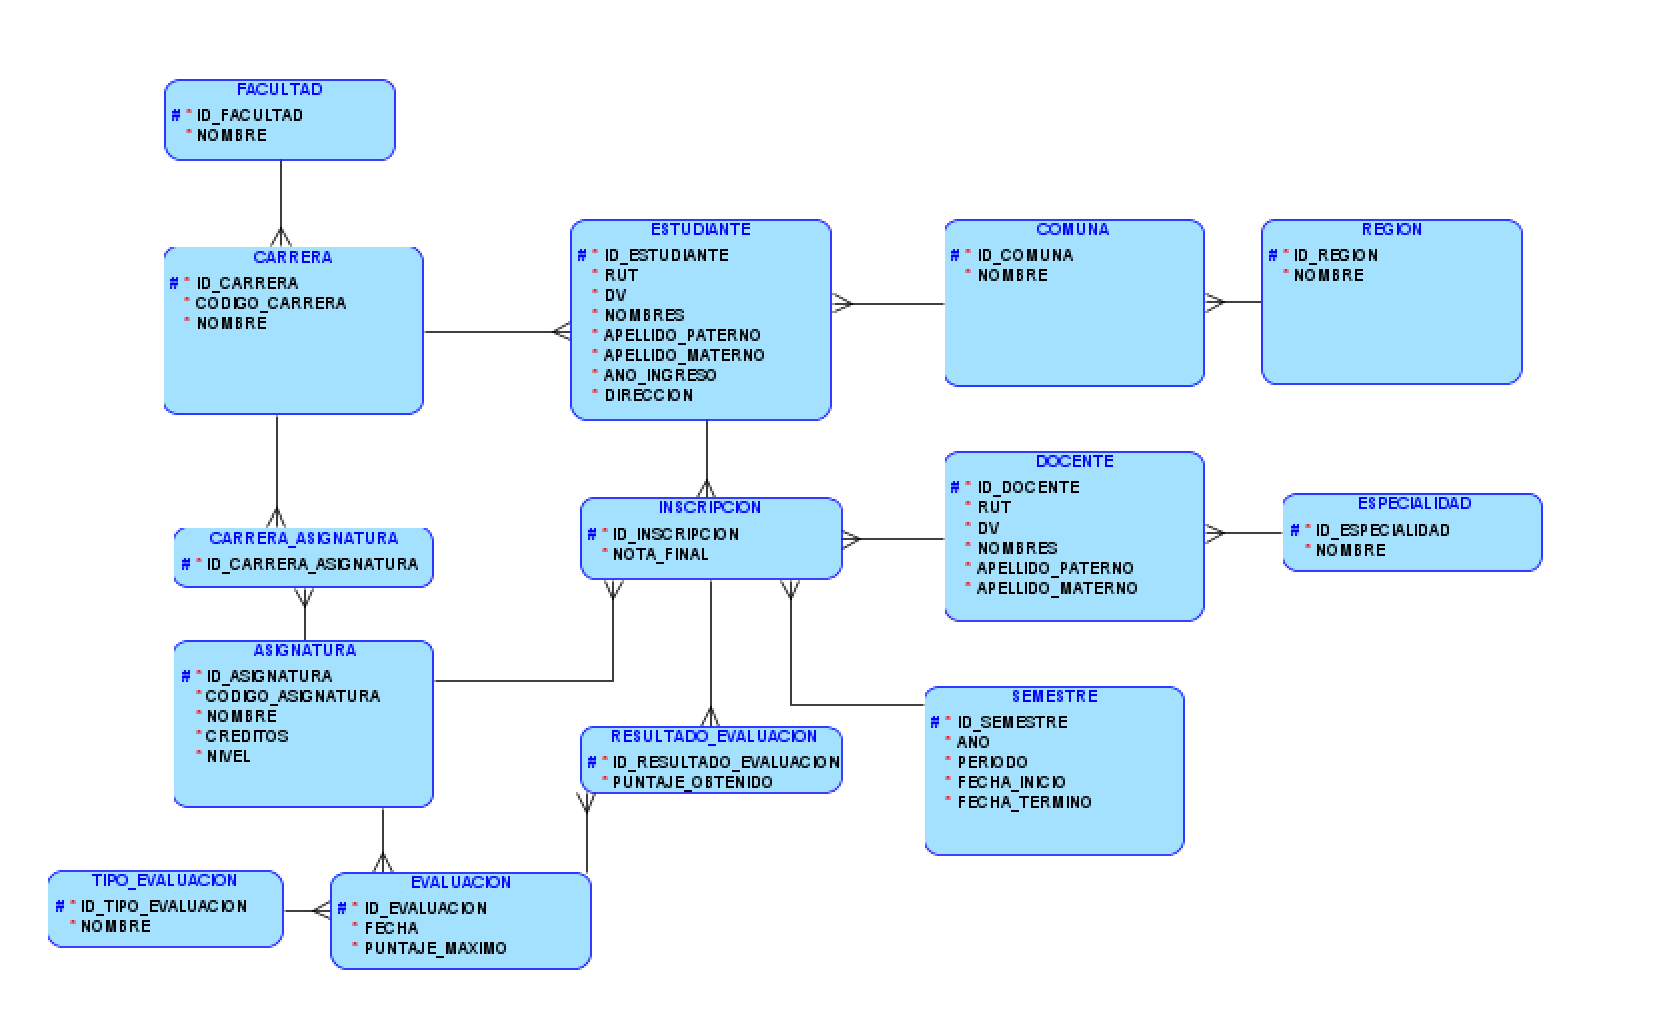 FACULTAD
# * ID_FACULTAD
* NOMBRE
CARRERA
# * ID_CARRERA
* CODIGO_CARRERA
* NOMBRE
ESTUDIANTE
# * ID_ESTUDIANTE
* RUT
* DV
* NOMBRES
* APELLIDO_PATERNO
* APELLIDO_MATERNO
* ANO_INGRESO
* DIRECCION
COMUNA
# * ID_COMUNA
* NOMBRE
REGION
# * ID_REGION
* NOMBRE
CARRERA_ASIGNATURA
# * ID_CARRERA_ASIGNATURA
INSCRIPCION
# * ID_INSCRIPCION
* NOTA_FINAL
DOCENTE
# * ID_DOCENTE
* RUT
* DV
* NOMBRES
* APELLIDO_PATERNO
* APELLIDO_MATERNO
ESPECIALIDAD
# * ID_ESPECIALIDAD
* NOMBRE
ASIGNATURA
# * ID_ASIGNATURA
* CODIGO_ASIGNATURA
* NOMBRE
* CREDITOS
* NIVEL
RESULTADO_EVALUACION
# * ID_RESULTADO_EVALUACION
* PUNTAJE_OBTENIDO
SEMESTRE
# * ID_SEMESTRE
* ANO
* PERIODO
* FECHA_INICIO
* FECHA_TERMINO
TIPO_EVALUACION
# * ID_TIPO_EVALUACION
* NOMBRE
EVALUACION
# * ID_EVALUACION
* FECHA
* PUNTAJE_MAXIMO